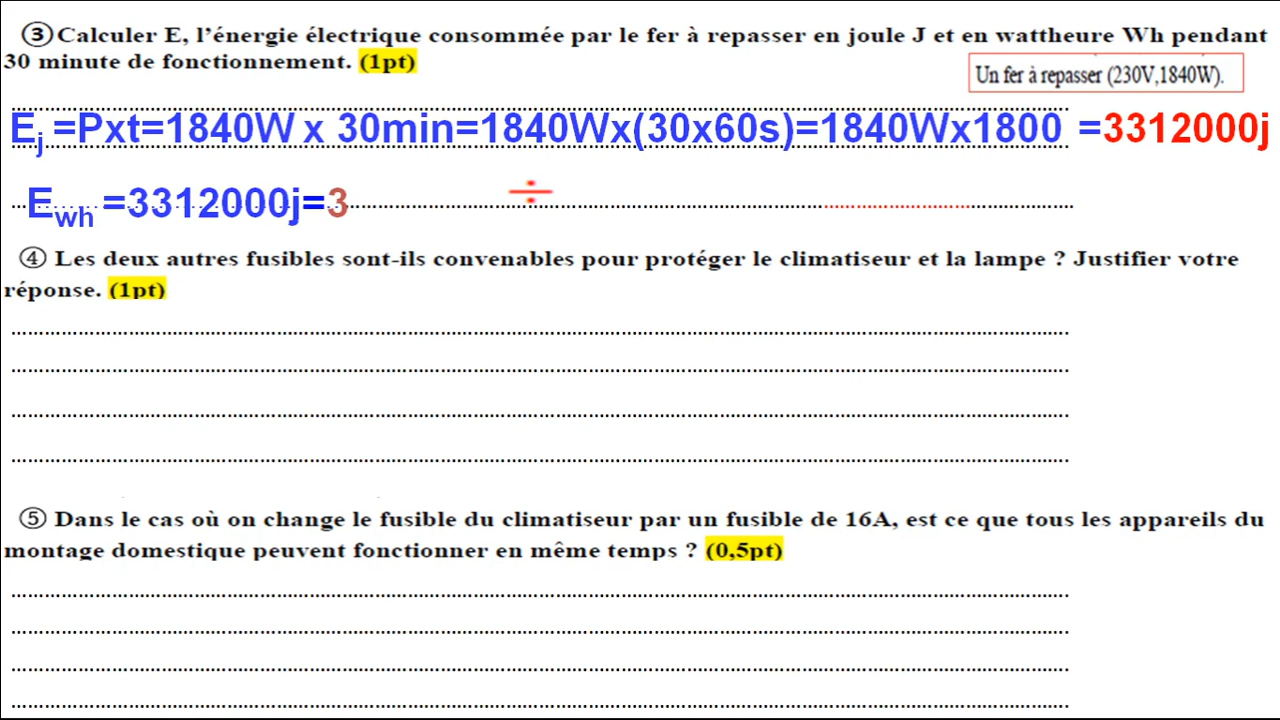 ③Calculer E, l'énergie électrique consommée par le fer à repasser en joule J et en wattheure Wh pendant
30 minute de fonctionnement. (1pt)
Un fer à repasser (230V,1840W).
Ej =Pxt=1840W x 30min=1840Wx(30x60s)=1840Wx1800 =3312000j
Ewh =3312000j=3 ÷
④ Les deux autres fusibles sont-ils convenables pour protéger le climatiseur et la lampe ? Justifier votre
réponse. (1pt)
⑤ Dans le cas où on change le fusible du climatiseur par un fusible de 16A, est ce que tous les appareils du
montage domestique peuvent fonctionner en même temps ? (0,5pt)